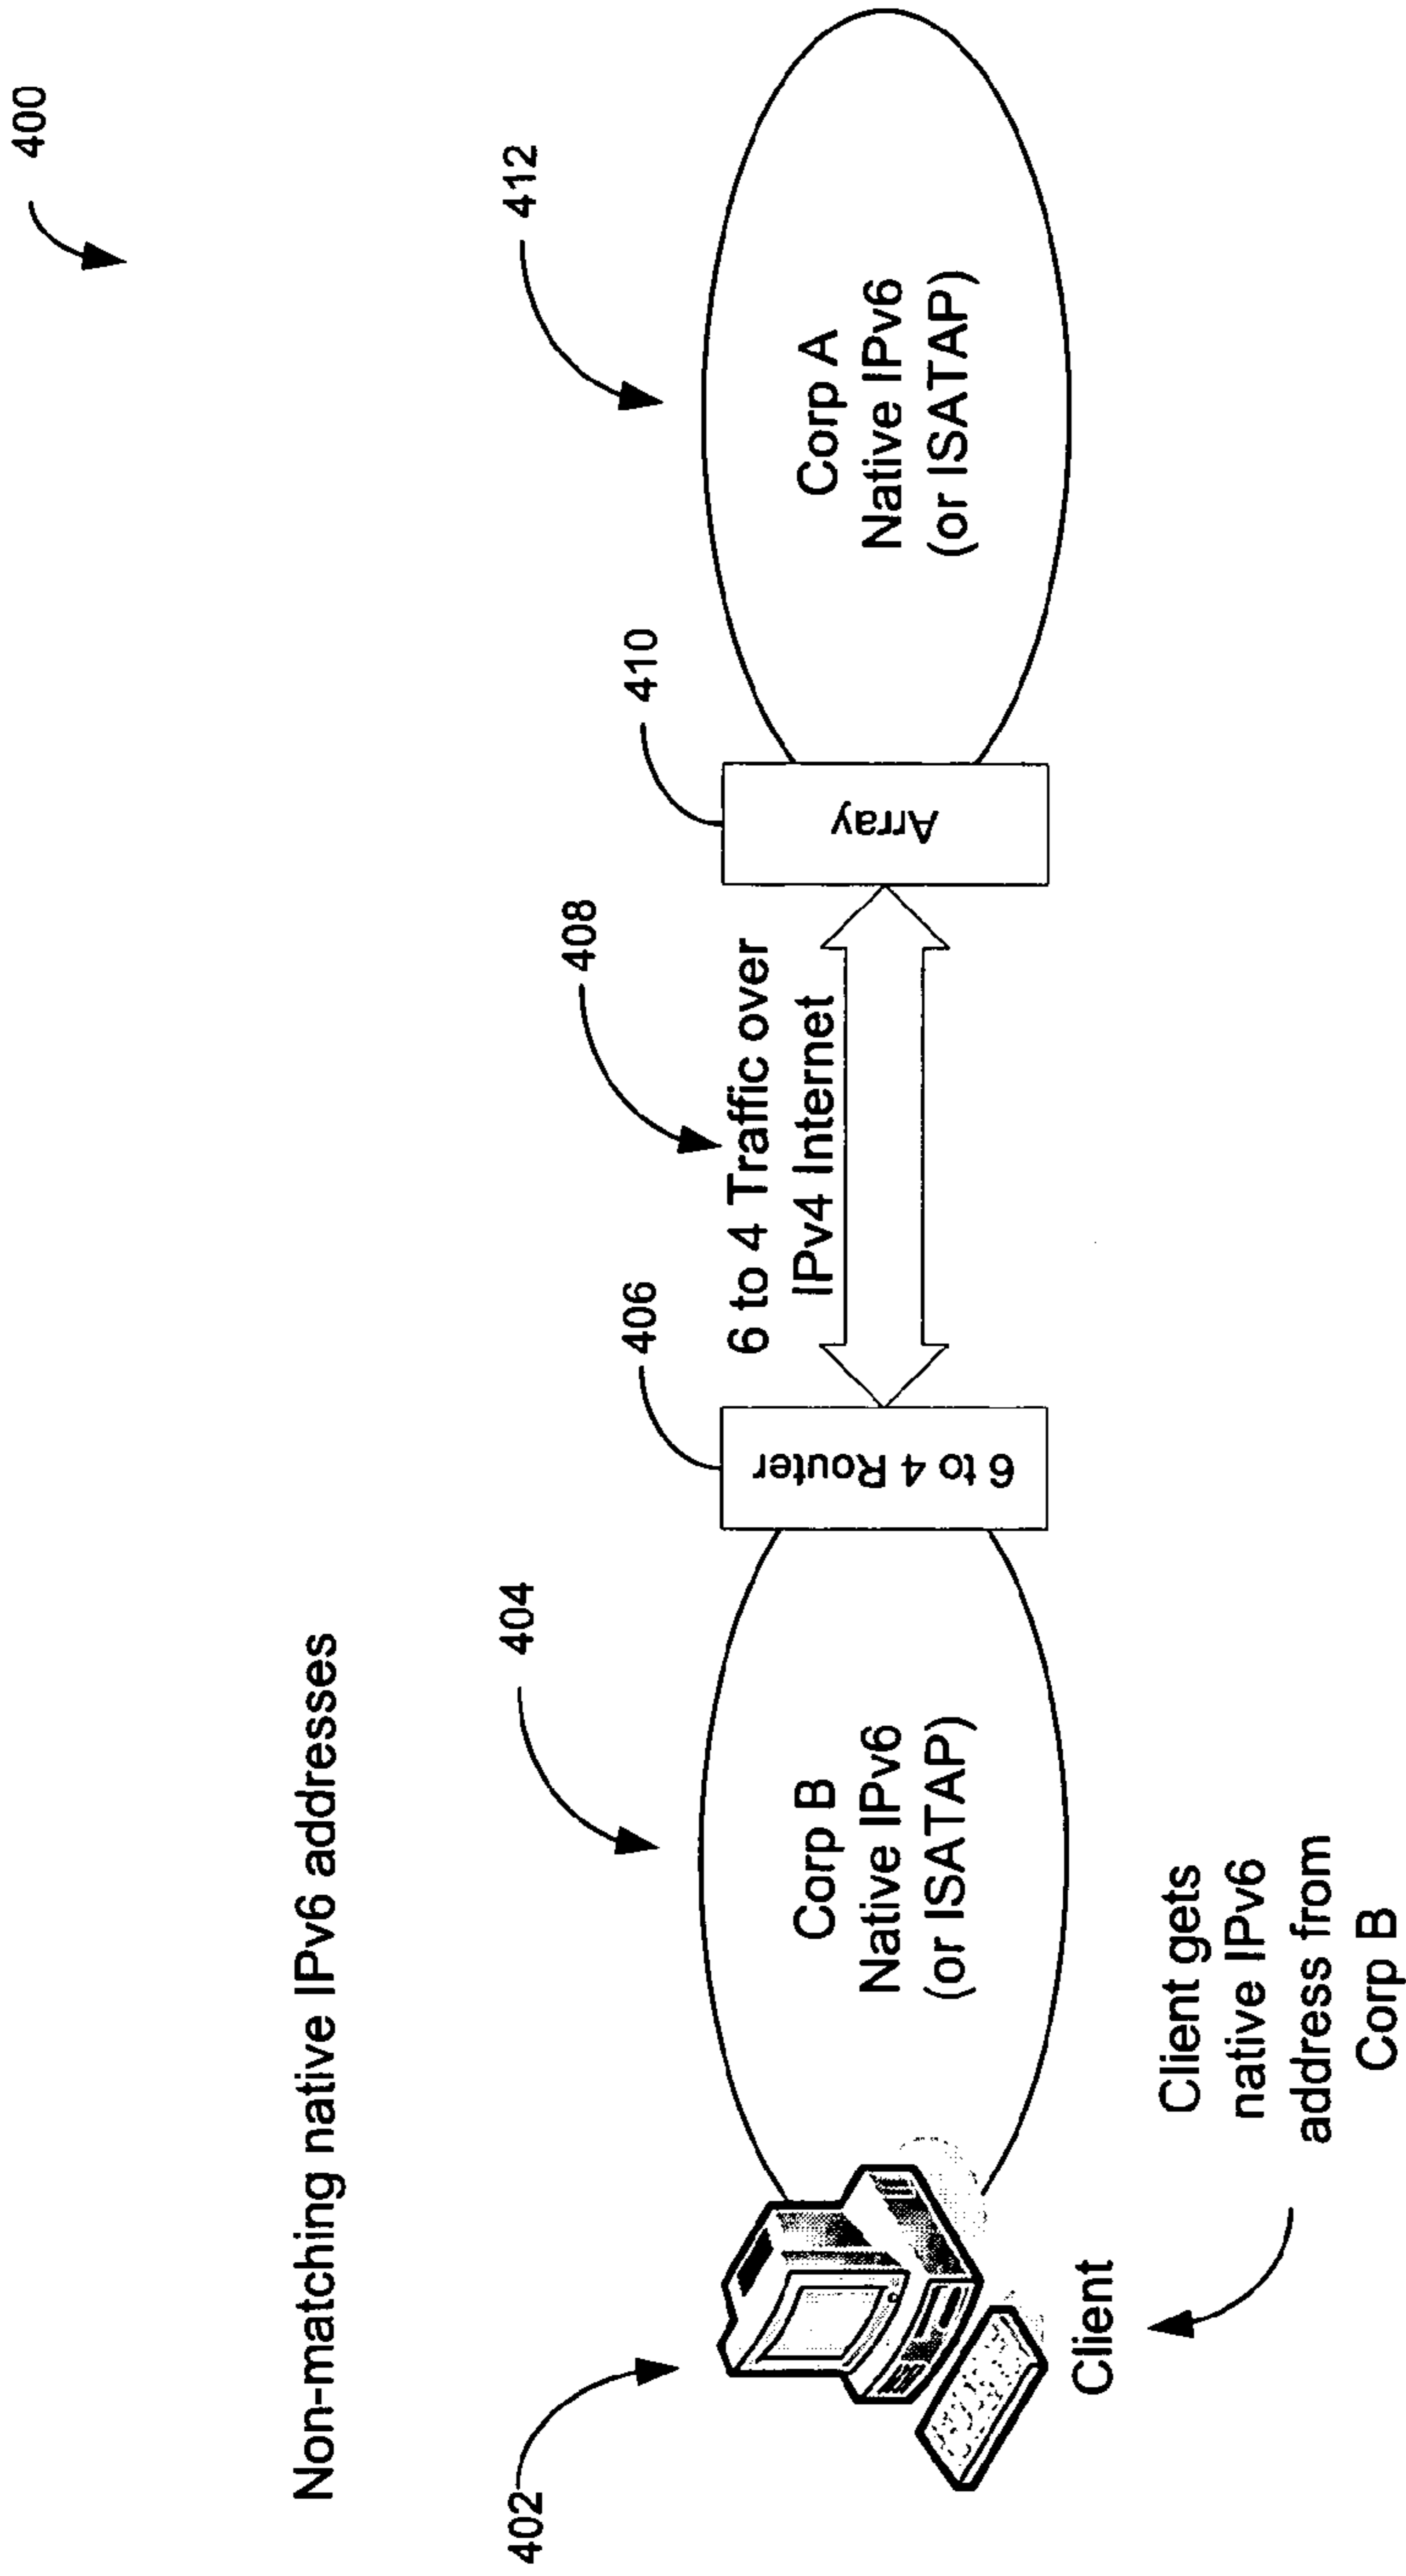 400
Non-matching native IPv6 addresses
402
404
406
408
410
412
6 to 4 Traffic over
IPv4 Internet
Corp B
Native IPv6
(or ISATAP)
6 to 4 Router
Array
Corp A
Native IPv6
(or ISATAP)
Client
Client gets
native IPv6
address from
Corp B